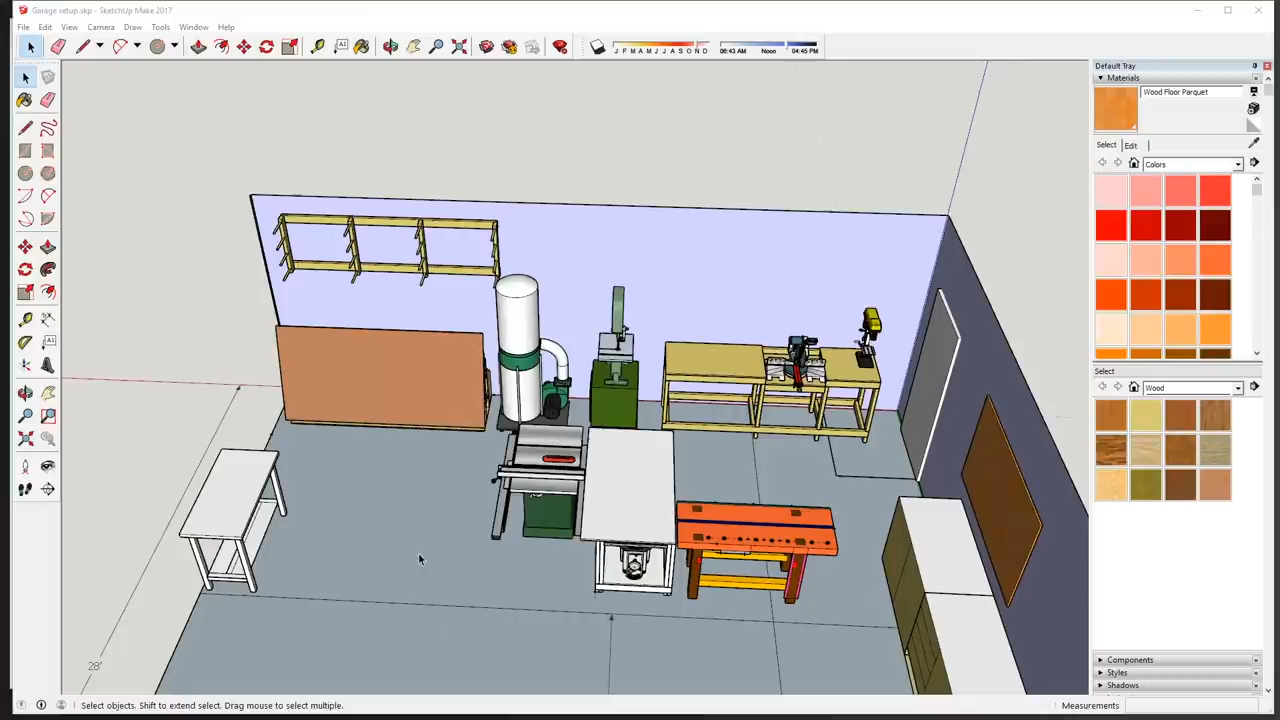 Garage setup.skp - SketchUp Make 2017
File Edit View Camera Draw Tools Window Help
J F M A M J J A S O N D
06:43 AM Noon 04:45 PM
Default Tray
Materials
Wood Floor Parquet
Select Edit
Colors
Select
Wood
28'
Components
Styles
Shadows
Select objects. Shift to extend select. Drag mouse to select multiple.
Measurements